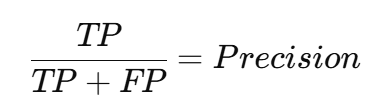 TP
TP + FP = Precision